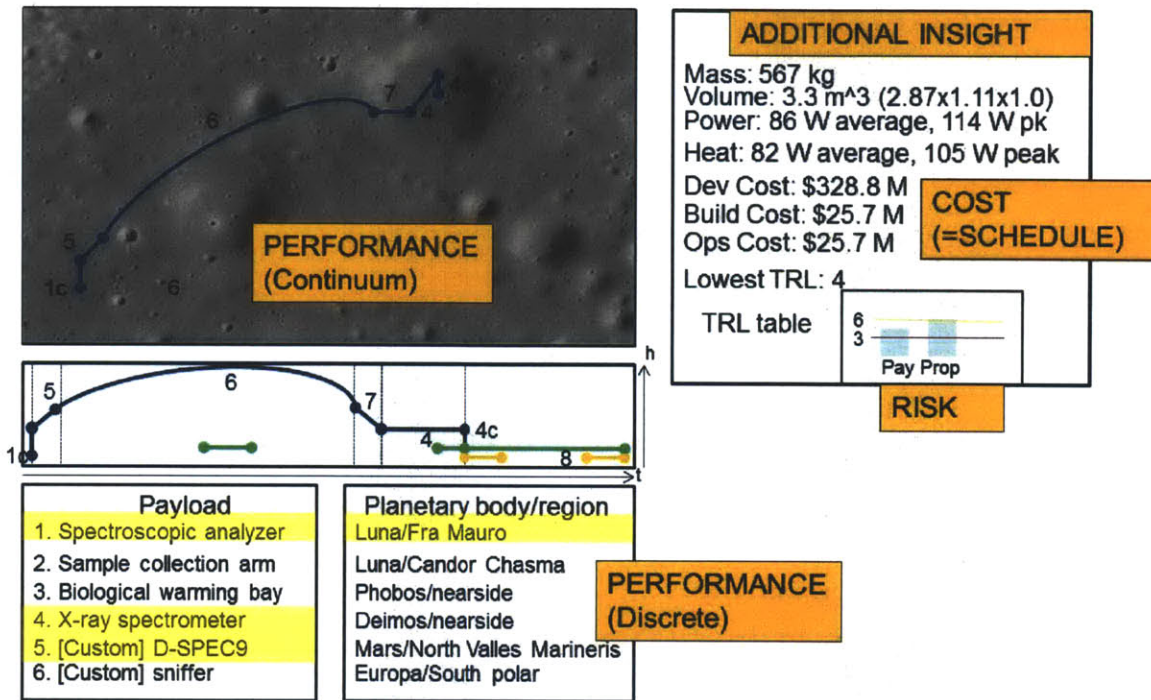 7
4
6
5
1c
6
PERFORMANCE
(Continuum)
ADDITIONAL INSIGHT
Mass: 567 kg
Volume: 3.3 m^3 (2.87x1.11x1.0)
Power: 86 W average, 114 W pk
Heat: 82 W average, 105 W peak
Dev Cost: $328.8 M
Build Cost: $25.7 M
Ops Cost: $25.7 M
COST
(=SCHEDULE)
Lowest TRL: 4
TRL table
6
3
Pay Prop
RISK
h
5
6
7
4
4c
8
t
Payload
1. Spectroscopic analyzer
2. Sample collection arm
3. Biological warming bay
4. X-ray spectrometer
5. [Custom] D-SPEC9
6. [Custom] sniffer
Planetary body/region
Luna/Fra Mauro
Luna/Candor Chasma
Phobos/nearside
Deimos/nearside
Mars/North Valles Marineris
Europa/South polar
PERFORMANCE
(Discrete)